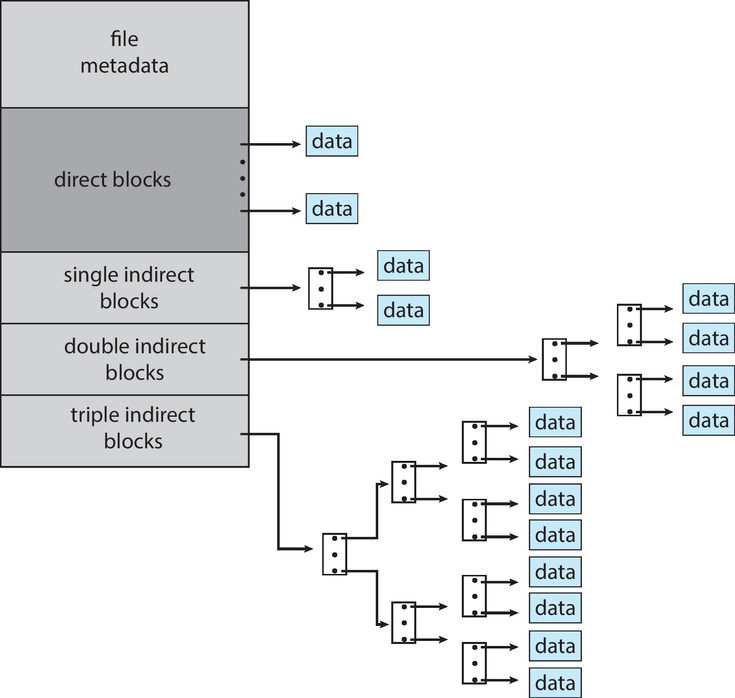 file
metadata
direct blocks
data
data
single indirect
blocks
data
data
double indirect
blocks
data
data
data
data
triple indirect
blocks
data
data
data
data
data
data
data
data